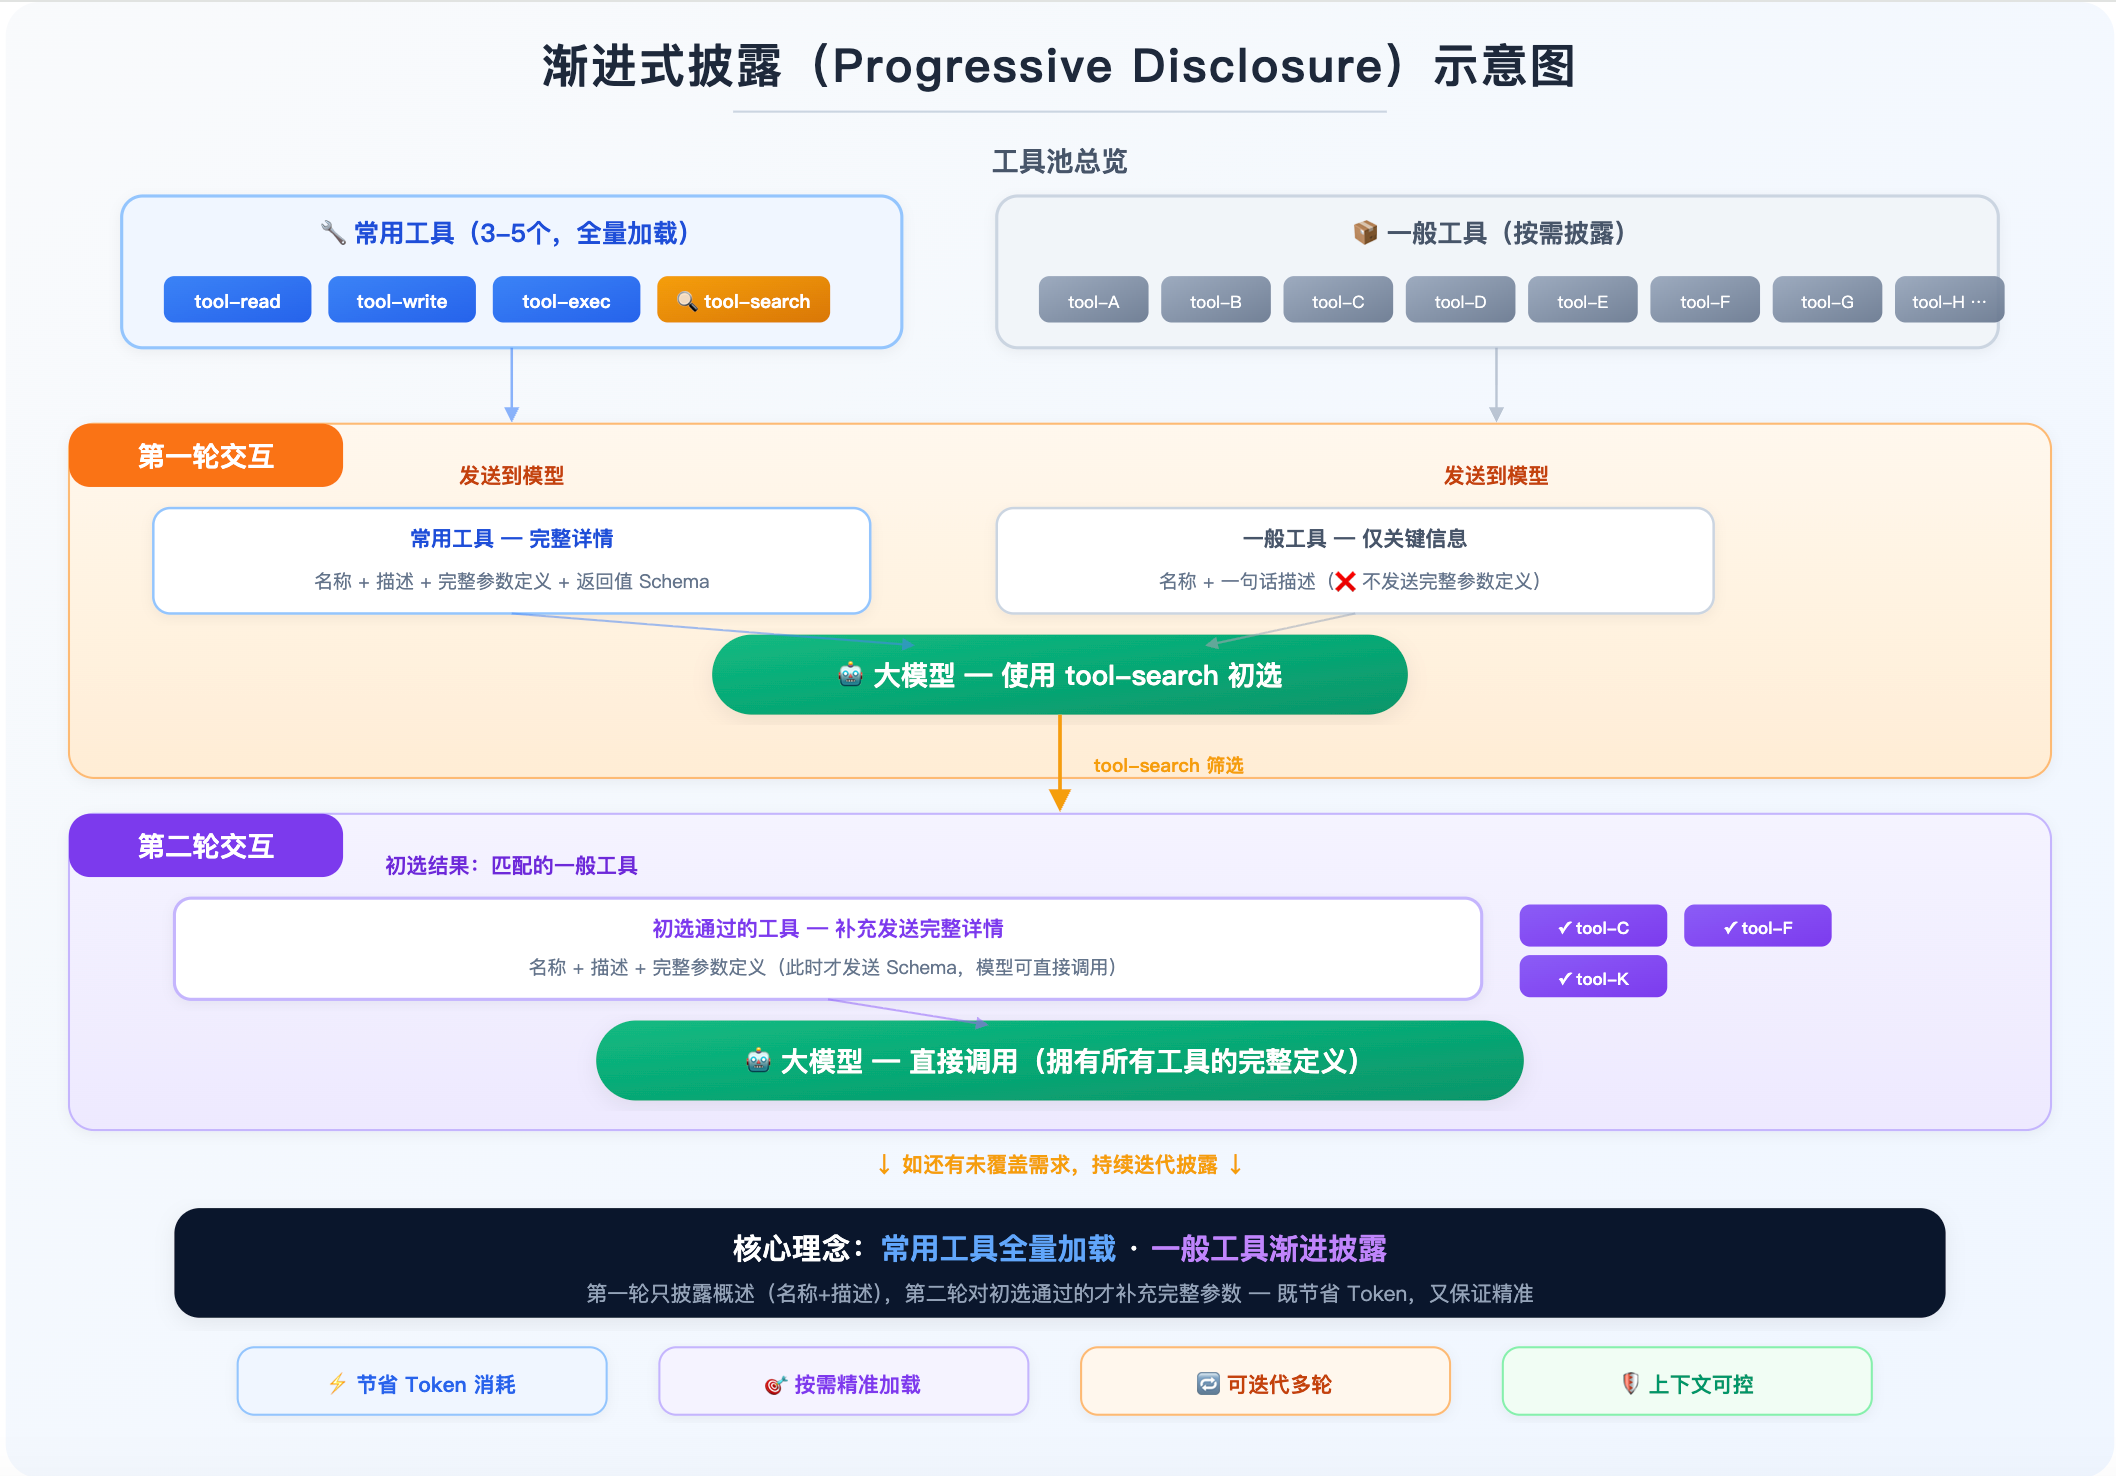 渐进式披露（Progressive Disclosure）示意图
工具池总览
🔧 常用工具（3-5个，全量加载）
tool-read
tool-write
tool-exec
🔍 tool-search
📦 一般工具（按需披露）
tool-A
tool-B
tool-C
tool-D
tool-E
tool-F
tool-G
tool-H ···
第一轮交互
发送到模型
发送到模型
常用工具 — 完整详情
名称 + 描述 + 完整参数定义 + 返回值 Schema
一般工具 — 仅关键信息
名称 + 一句话描述（❌ 不发送完整参数定义）
🤖 大模型 — 使用 tool-search 初选
tool-search 筛选
第二轮交互
初选结果：匹配的一般工具
初选通过的工具 — 补充发送完整详情
名称 + 描述 + 完整参数定义（此时才发送 Schema，模型可直接调用）
✓ tool-C
✓ tool-F
✓ tool-K
🤖 大模型 — 直接调用（拥有所有工具的完整定义）
↓ 如还有未覆盖需求，持续迭代披露 ↓
核心理念：常用工具全量加载 · 一般工具渐进披露
第一轮只披露概述（名称+描述），第二轮对初选通过的才补充完整参数 — 既节省 Token，又保证精准
⚡ 节省 Token 消耗
🎯 按需精准加载
🔁 可迭代多轮
🛡️ 上下文可控